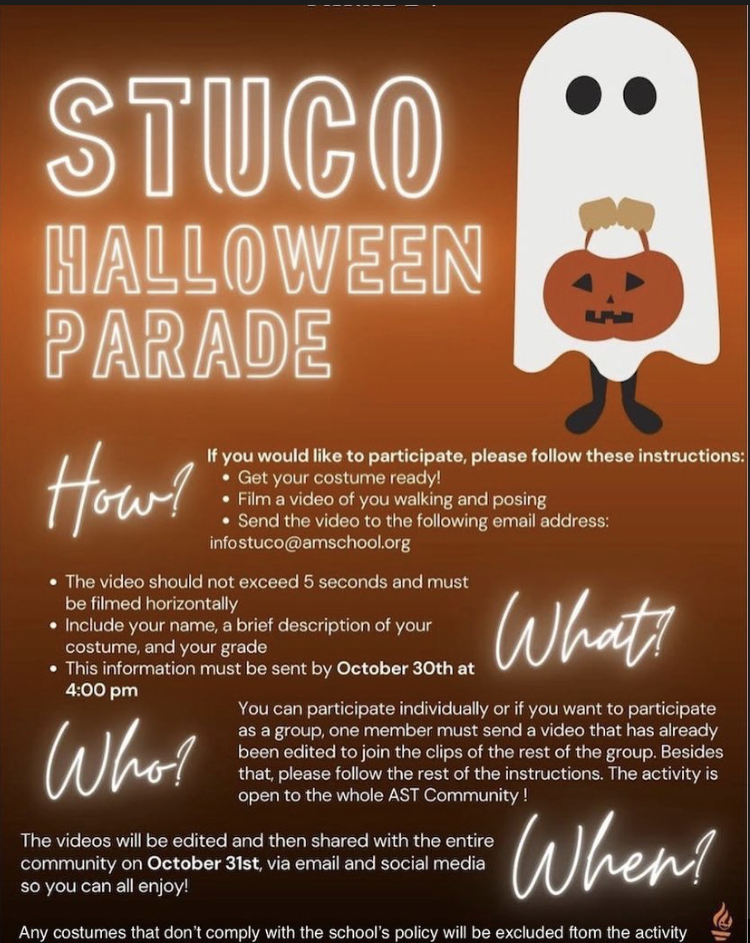 STUCO
HALLOWEEN
PARADE
How?
If you would like to participate, please follow these instructions:
• Get your costume ready!
• Film a video of you walking and posing
• Send the video to the following email address:
infostuco@amschool.org
• The video should not exceed 5 seconds and must
be filmed horizontally
• Include your name, a brief description of your
costume, and your grade
• This information must be sent by October 30th at
4:00 pm
What?
Who?
You can participate individually or if you want to participate
as a group, one member must send a video that has already
been edited to join the clips of the rest of the group. Besides
that, please follow the rest of the instructions. The activity is
open to the whole AST Community !
The videos will be edited and then shared with the entire
community on October 31st, via email and social media
so you can all enjoy!
When?
Any costumes that don't comply with the school's policy will be excluded ftom the activity